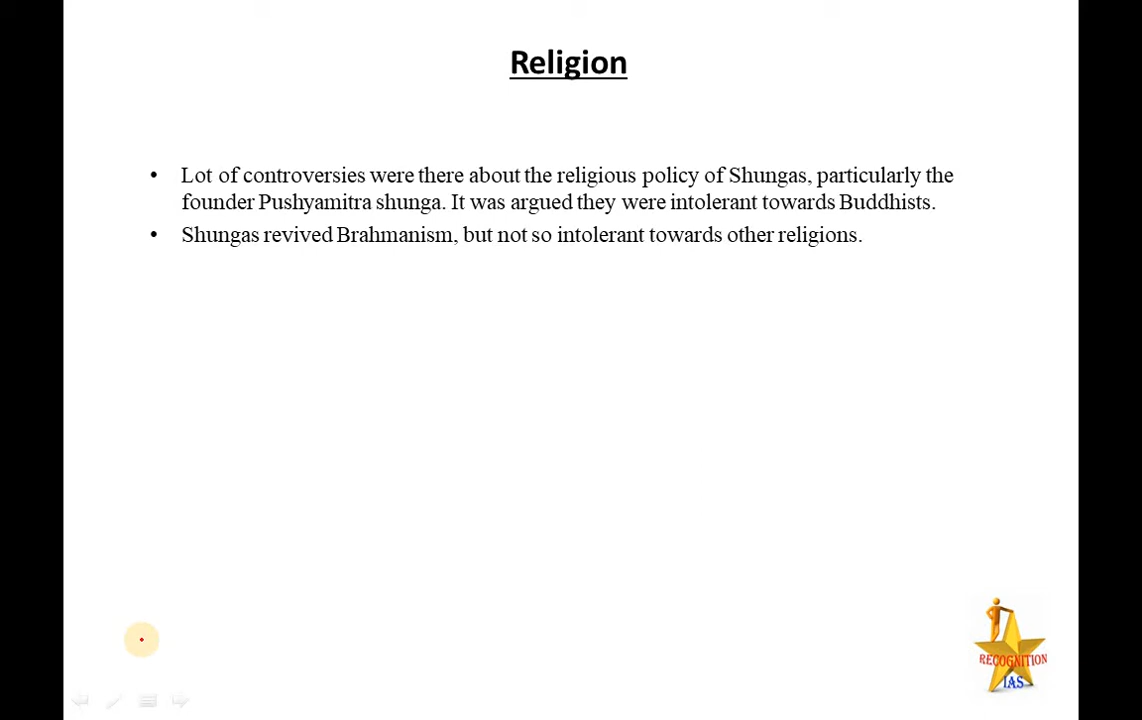 Religion
• Lot of controversies were there about the religious policy of Shungas, particularly the
founder Pushyamitra shunga. It was argued they were intolerant towards Buddhists.
• Shungas revived Brahmanism, but not so intolerant towards other religions.
RECOGNITION
IAS